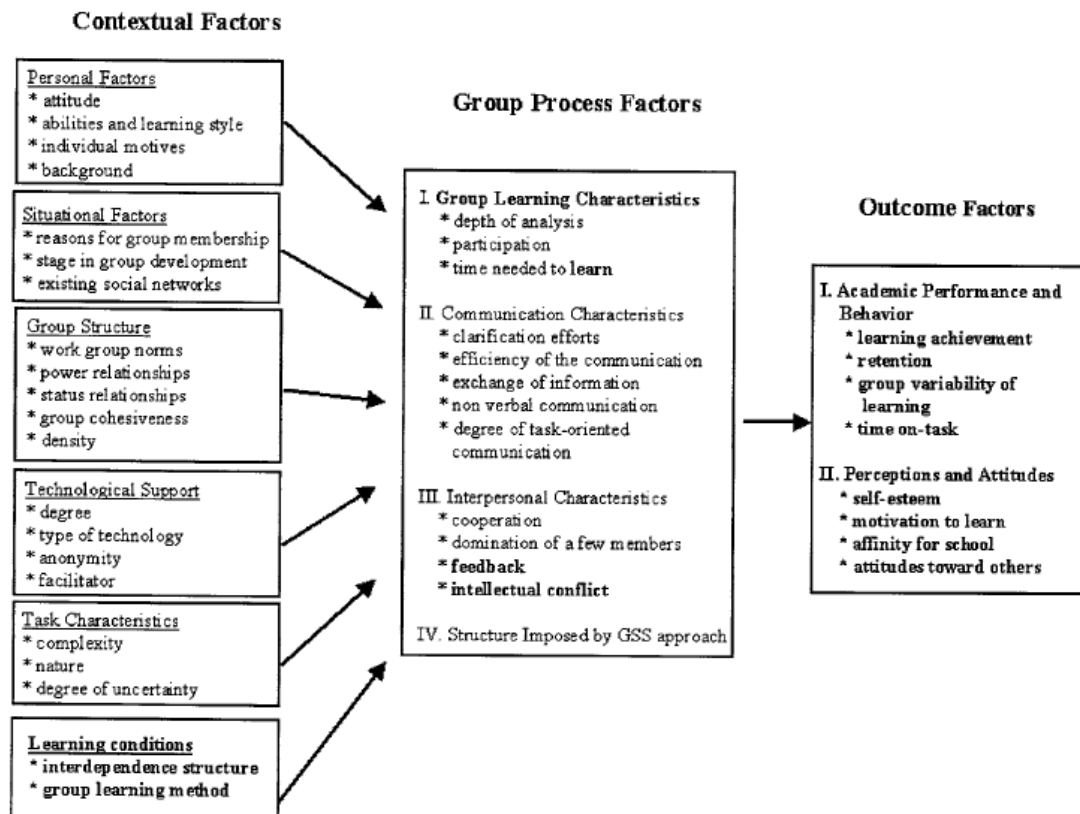 Contextual Factors
Personal Factors
* attitude
* abilities and learning style
* individual motives
* background
Situational Factors
* reasons for group membership
* stage in group development
* existing social networks
Group Structure
* work group norms
* power relationships
* status relationships
* group cohesiveness
* density
Technological Support
* degree
* type of technology
* anonymity
* facilitator
Task Characteristics
* complexity
* nature
* degree of uncertainty
Learning conditions
* interdependence structure
* group learning method
Group Process Factors
I. Group Learning Characteristics
* depth of analysis
* participation
* time needed to learn
II. Communication Characteristics
* clarification efforts
* efficiency of the communication
* exchange of information
* non verbal communication
* degree of task-oriented
communication
III. Interpersonal Characteristics
* cooperation
* domination of a few members
* feedback
* intellectual conflict
IV. Structure Imposed by GSS approach
Outcome Factors
I. Academic Performance and
Behavior
* learning achievement
* retention
* group variability of
learning
* time on-task
II. Perceptions and Attitudes
* self-esteem
* motivation to learn
* affinity for school
* attitudes toward others